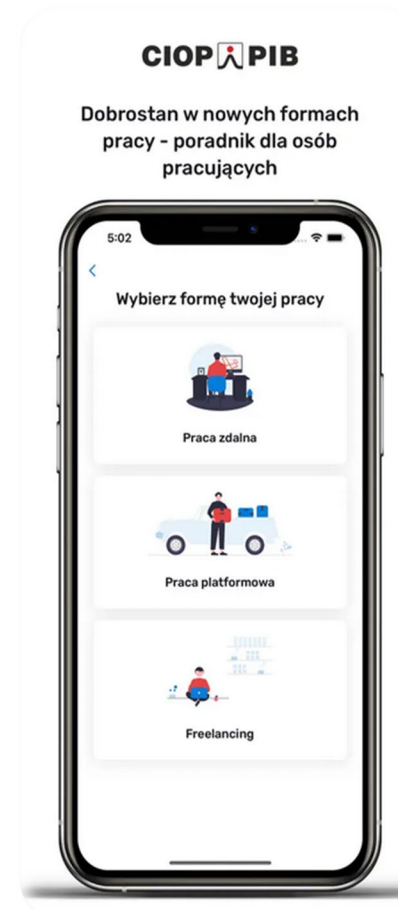 CIOP PIB
Dobrostan w nowych formach
pracy - poradnik dla osób
pracujących
5:02
Wybierz formę twojej pracy
Praca zdalna
Praca platformowa
Freelancing